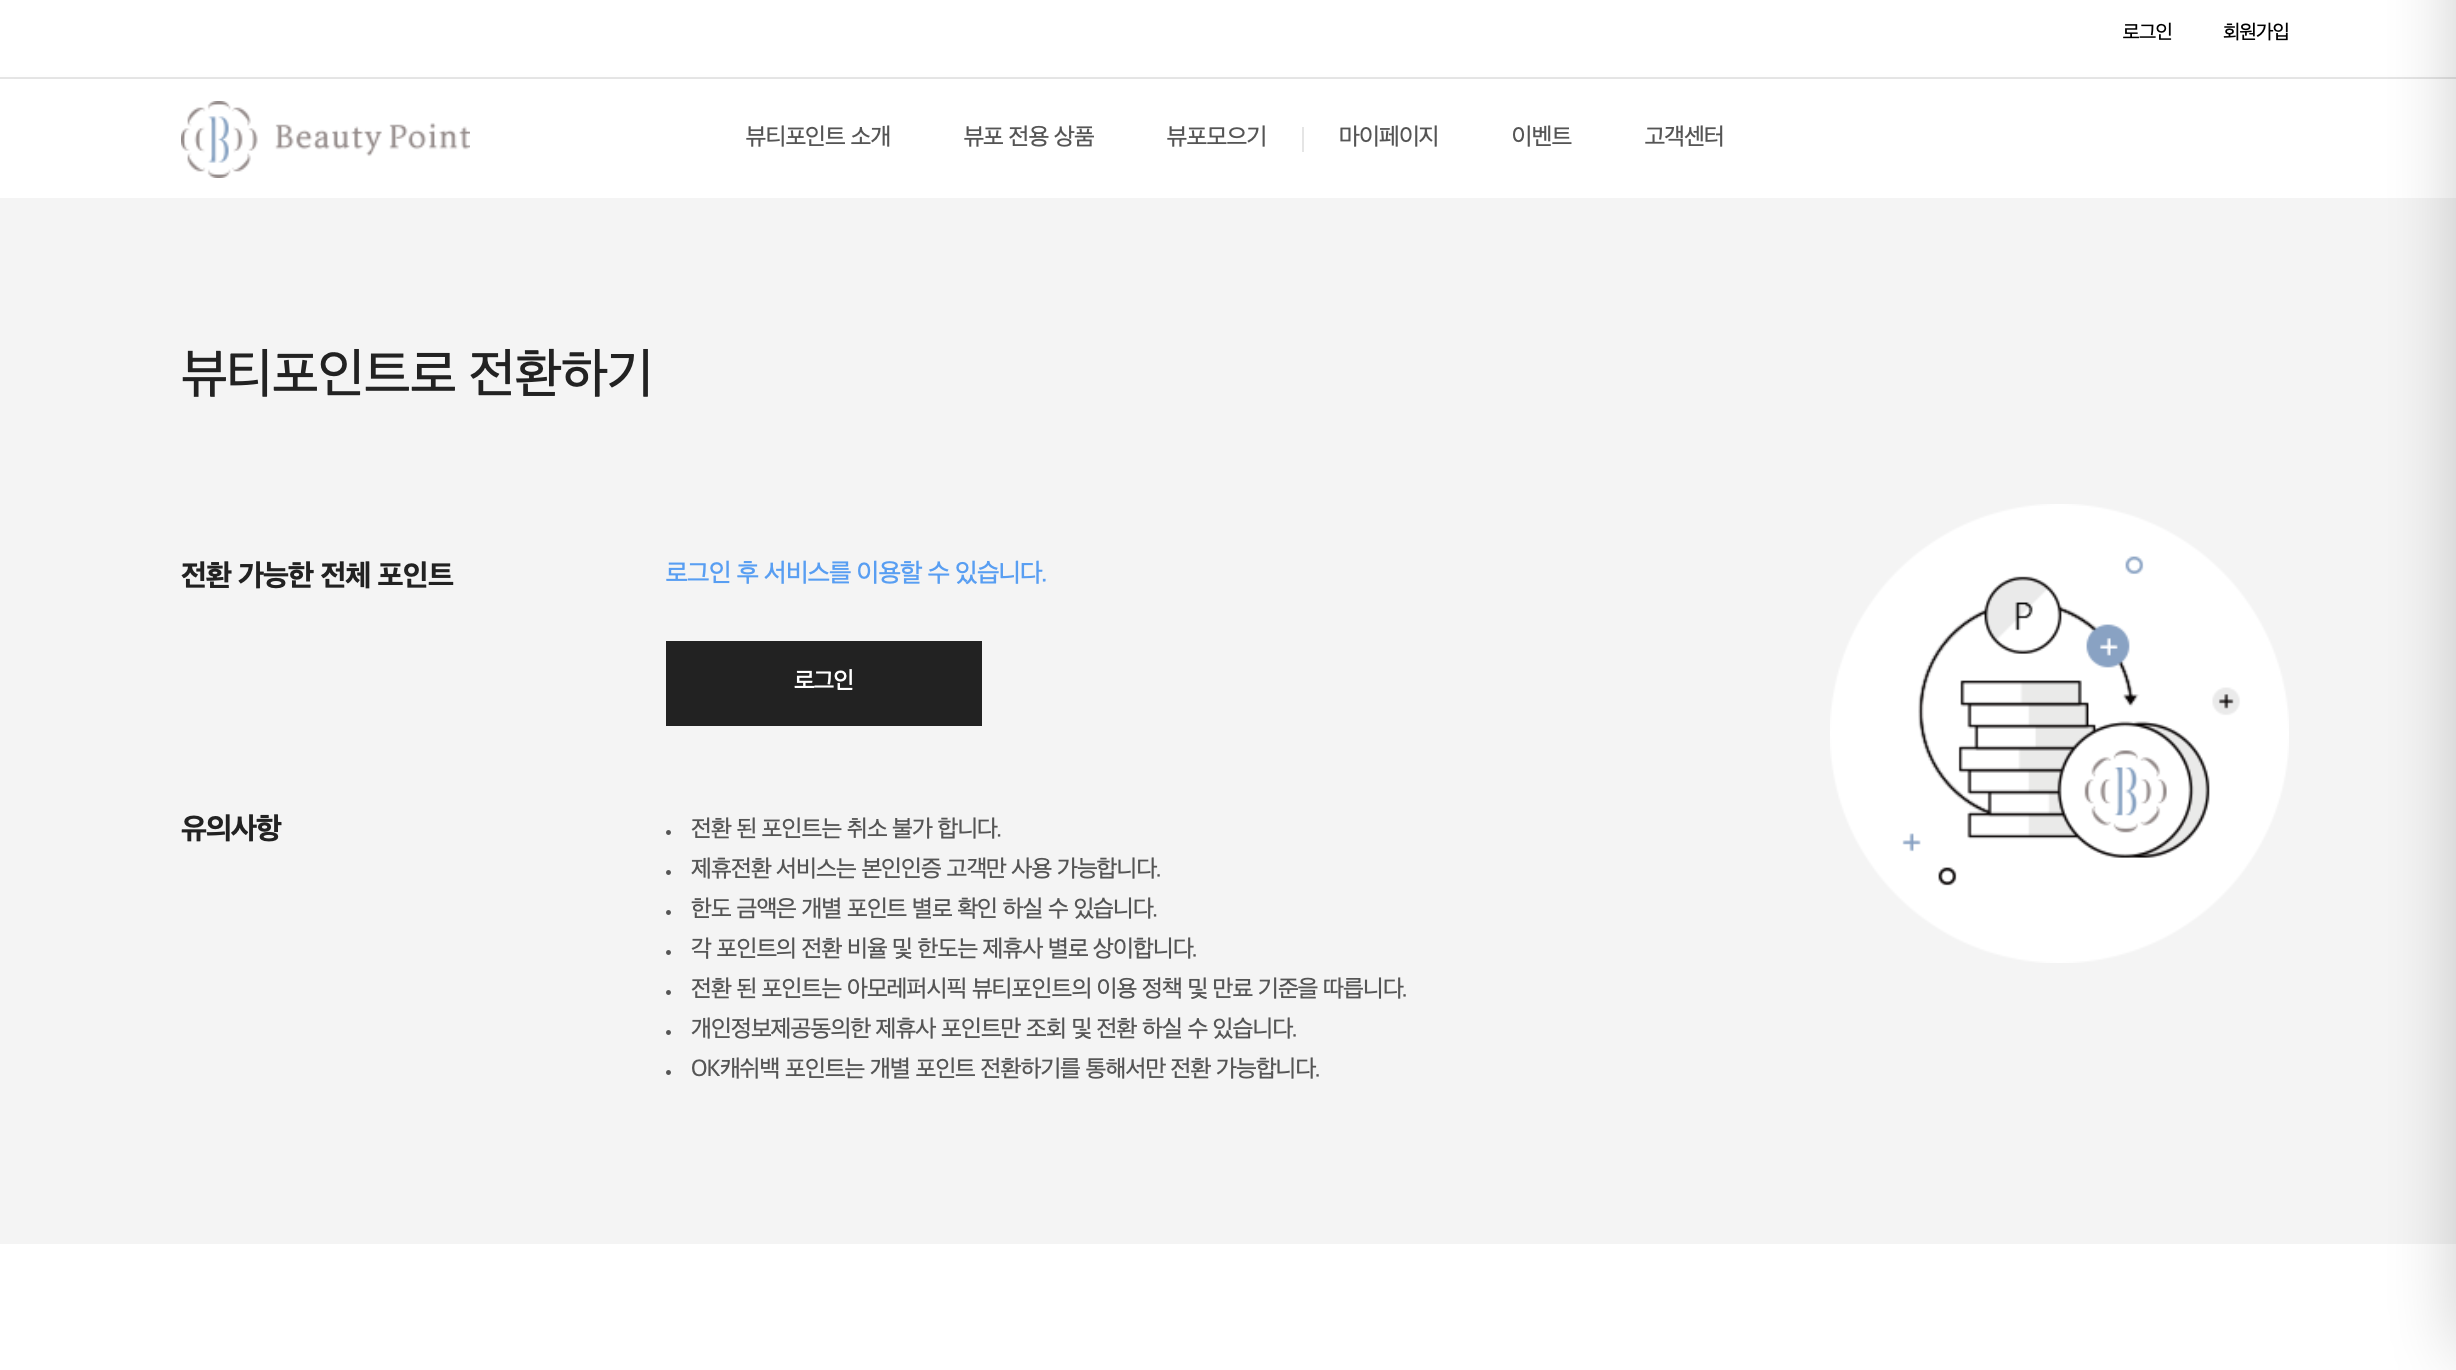 로그인 회원가입
Beauty Point 뷰티포인트 소개 뷰포 전용 상품 뷰포모으기 마이페이지 이벤트 고객센터
뷰티포인트로 전환하기
전환 가능한 전체 포인트
로그인 후 서비스를 이용할 수 있습니다.
로그인
유의사항
전환 된 포인트는 취소 불가 합니다.
제휴전환 서비스는 본인인증 고객만 사용 가능합니다.
한도 금액은 개별 포인트 별로 확인 하실 수 있습니다.
각 포인트의 전환 비율 및 한도는 제휴사 별로 상이합니다.
전환 된 포인트는 아모레퍼시픽 뷰티포인트의 이용 정책 및 만료 기준을 따릅니다.
개인정보제공동의한 제휴사 포인트만 조회 및 전환 하실 수 있습니다.
OK캐쉬백 포인트는 개별 포인트 전환하기를 통해서만 전환 가능합니다.
P
B